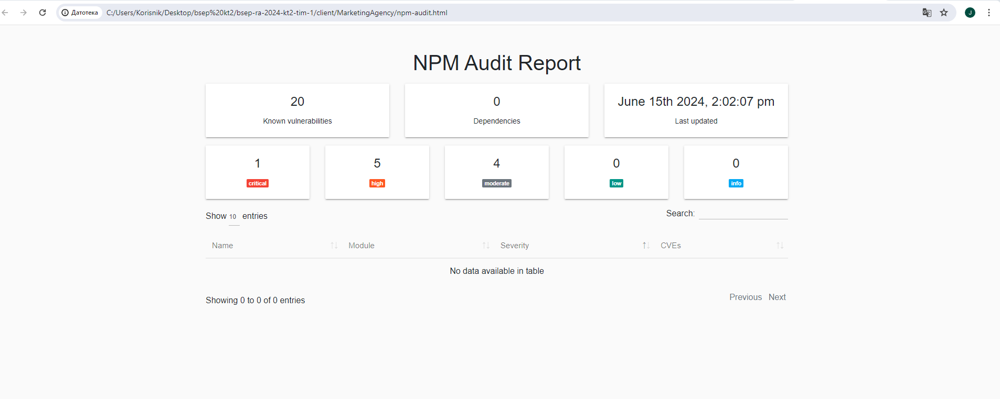 Датотека C:/Users/Korisnik/Desktop/bsep%20kt2/bsep-ra-2024-kt2-tim-1/client/MarketingAgency/npm-audit.html J
NPM Audit Report
20 0 June 15th 2024, 2:02:07 pm
Known vulnerabilities Dependencies Last updated
1 5 4 0 0
critical high moderate low info
Show 10 entries Search:
Name Module Severity CVEs
No data available in table
Showing 0 to 0 of 0 entries Previous Next